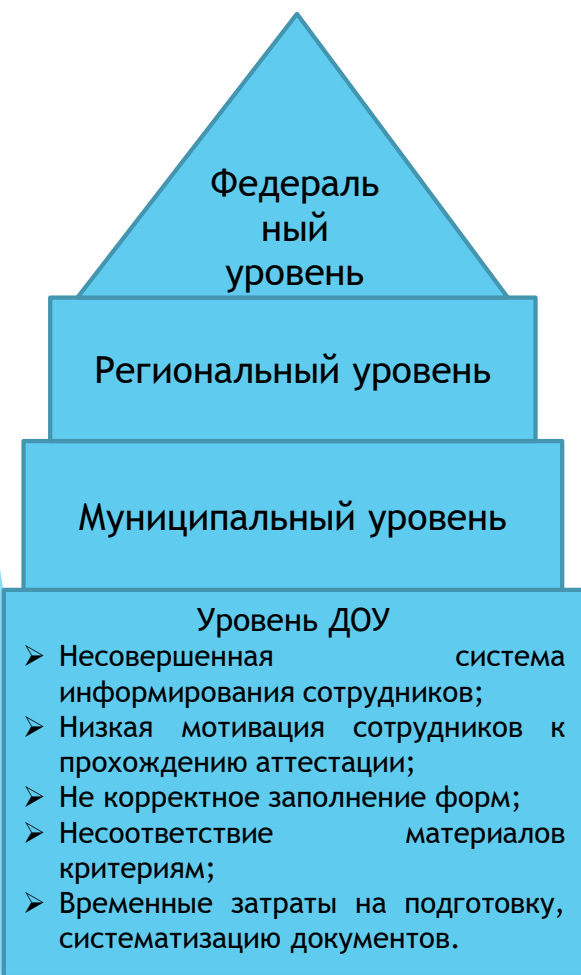 Федераль
ный
уровень
Региональный уровень
Муниципальный уровень
Уровень ДОУ
➢ Несовершенная система
информирования сотрудников;
➢ Низкая мотивация сотрудников к
прохождению аттестации;
➢ Не корректное заполнение форм;
➢ Несоответствие материалов
критериям;
➢ Временные затраты на подготовку,
систематизацию документов.